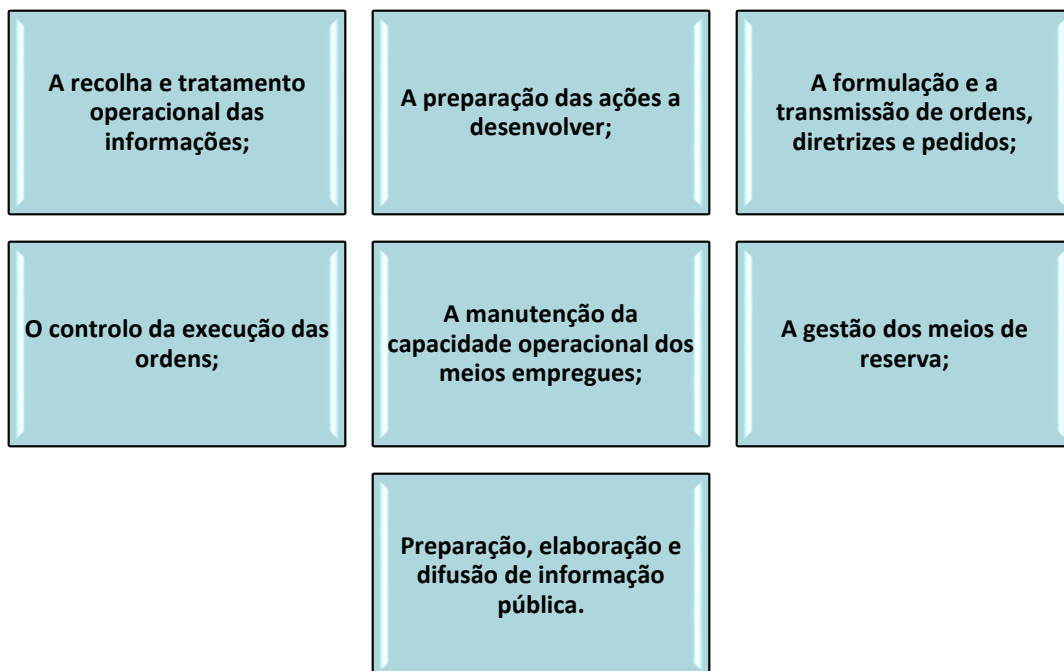 A recolha e tratamento
operacional das
informações;
A preparação das ações a
desenvolver;
A formulação e a
transmissão de ordens,
diretrizes e pedidos;
O controlo da execução das
ordens;
A manutenção da
capacidade operacional dos
meios empregues;
A gestão dos meios de
reserva;
Preparação, elaboração e
difusão de informação
pública.